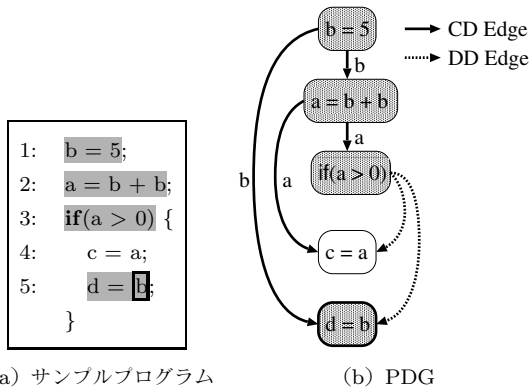 1: b = 5;
2: a = b + b;
3: if(a > 0) {
4: c = a;
5: d = b;
}
a) サンプルプログラム
b = 5
CD Edge
DD Edge
b
a = b + b
a
if(a > 0)
b
a
c = a
d = b
(b) PDG